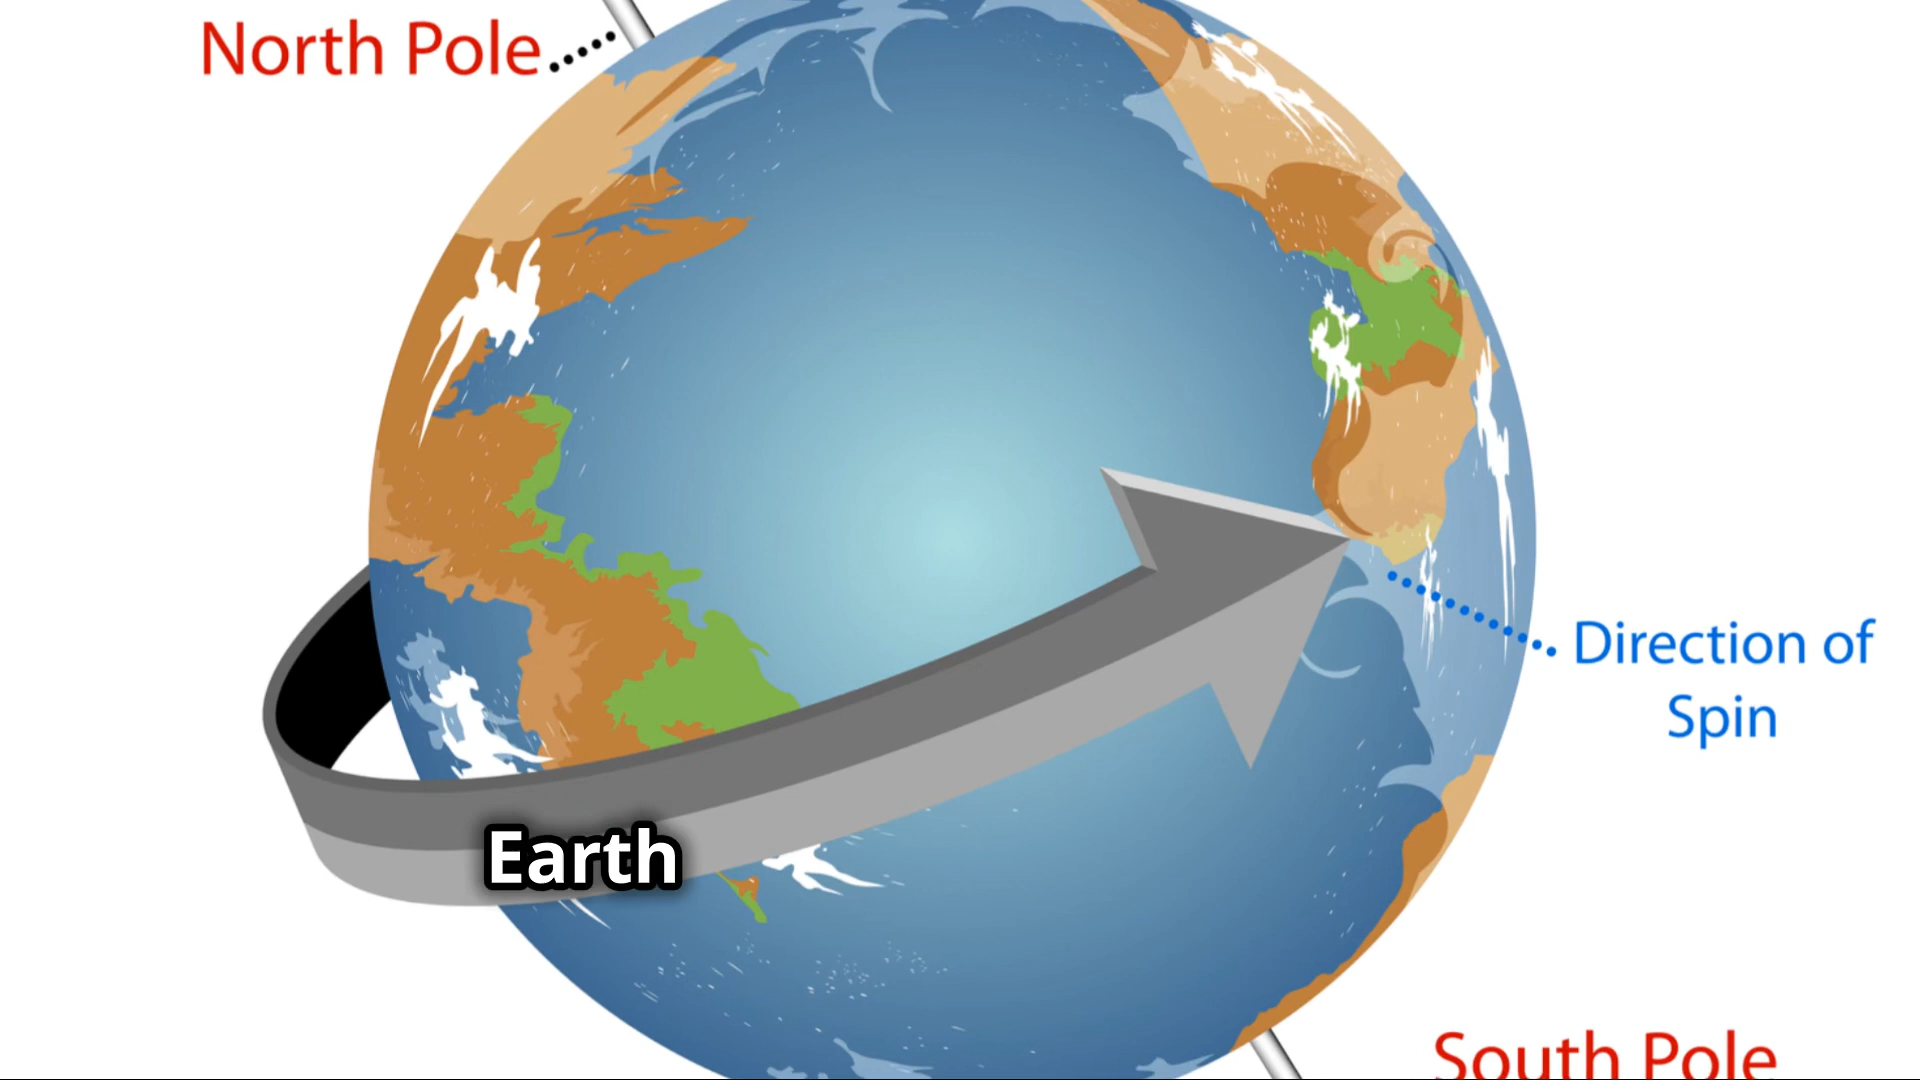 North Pole
Direction of
Spin
Earth
South Pole